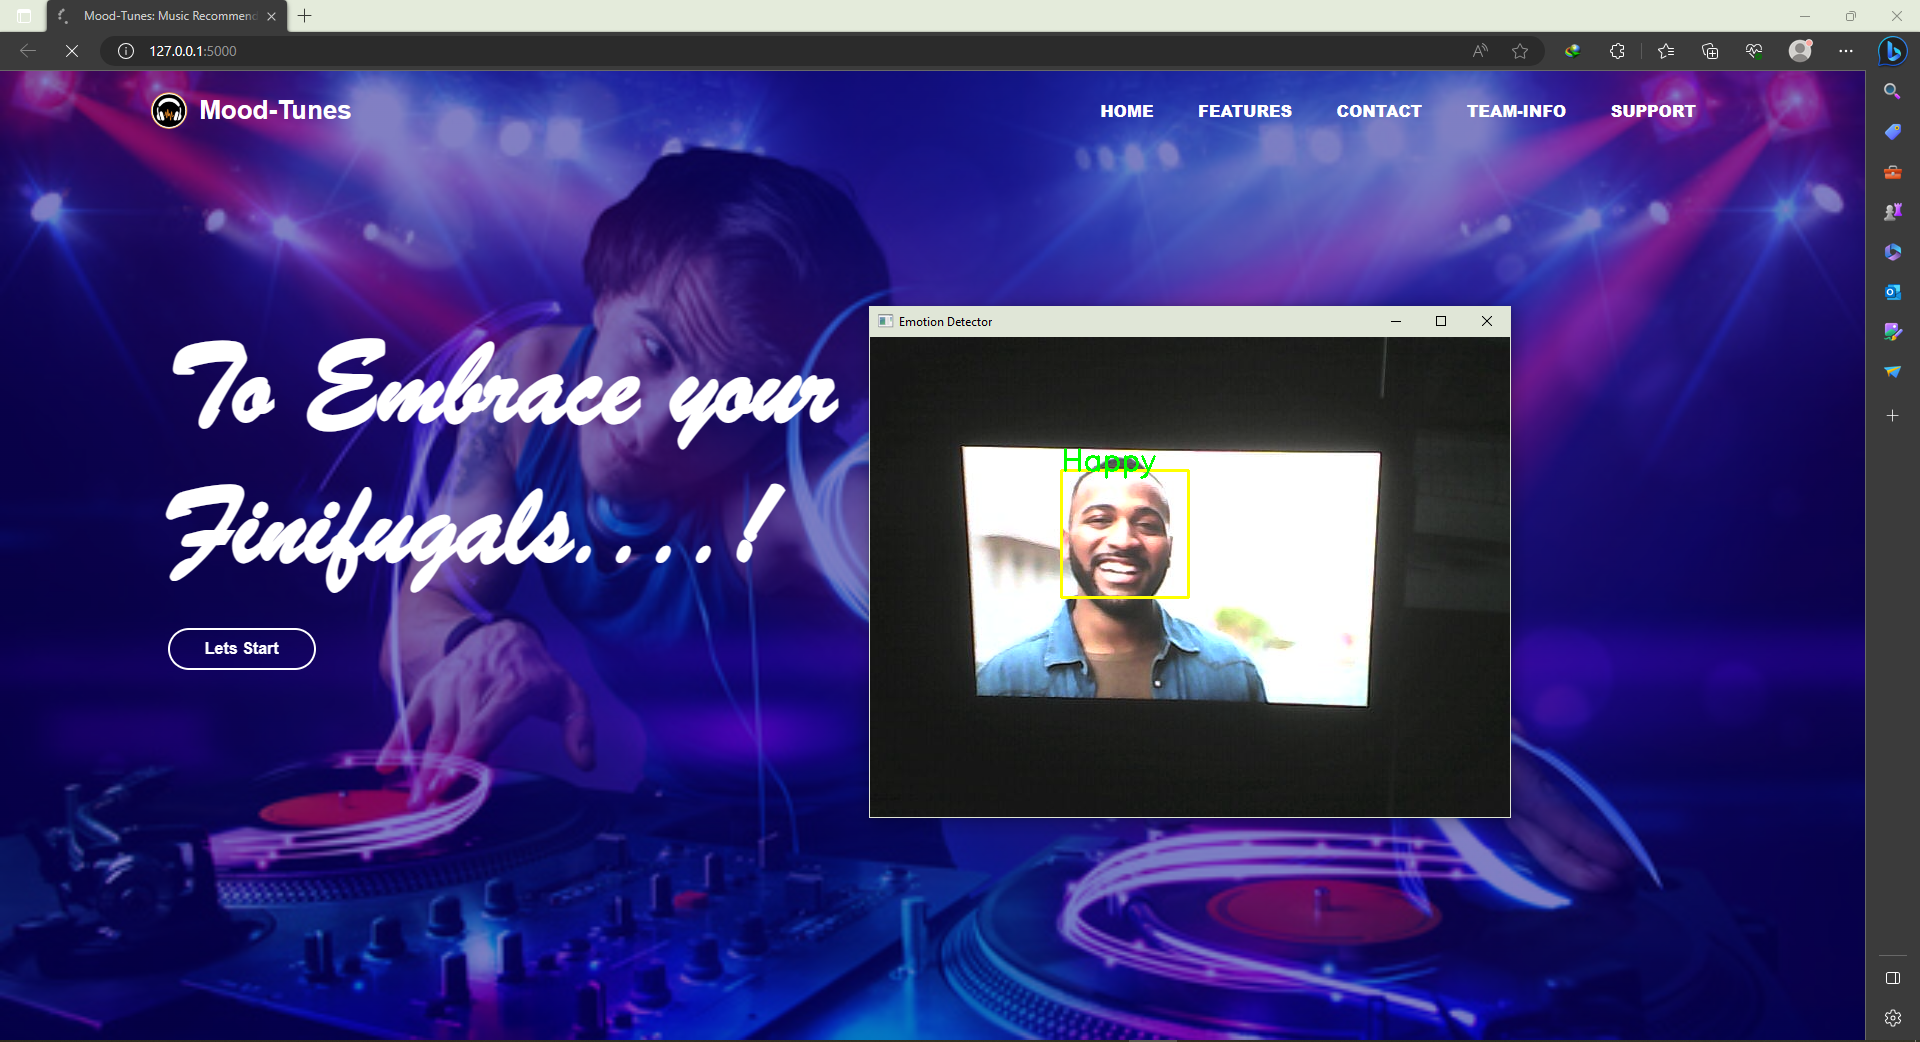 Mood-Tunes: Music Recommend
127.0.0.1:5000
Mood-Tunes
HOME
FEATURES
CONTACT
TEAM-INFO
SUPPORT
To Embrace your
Finifugals....!
Lets Start
Emotion Detector
Happy